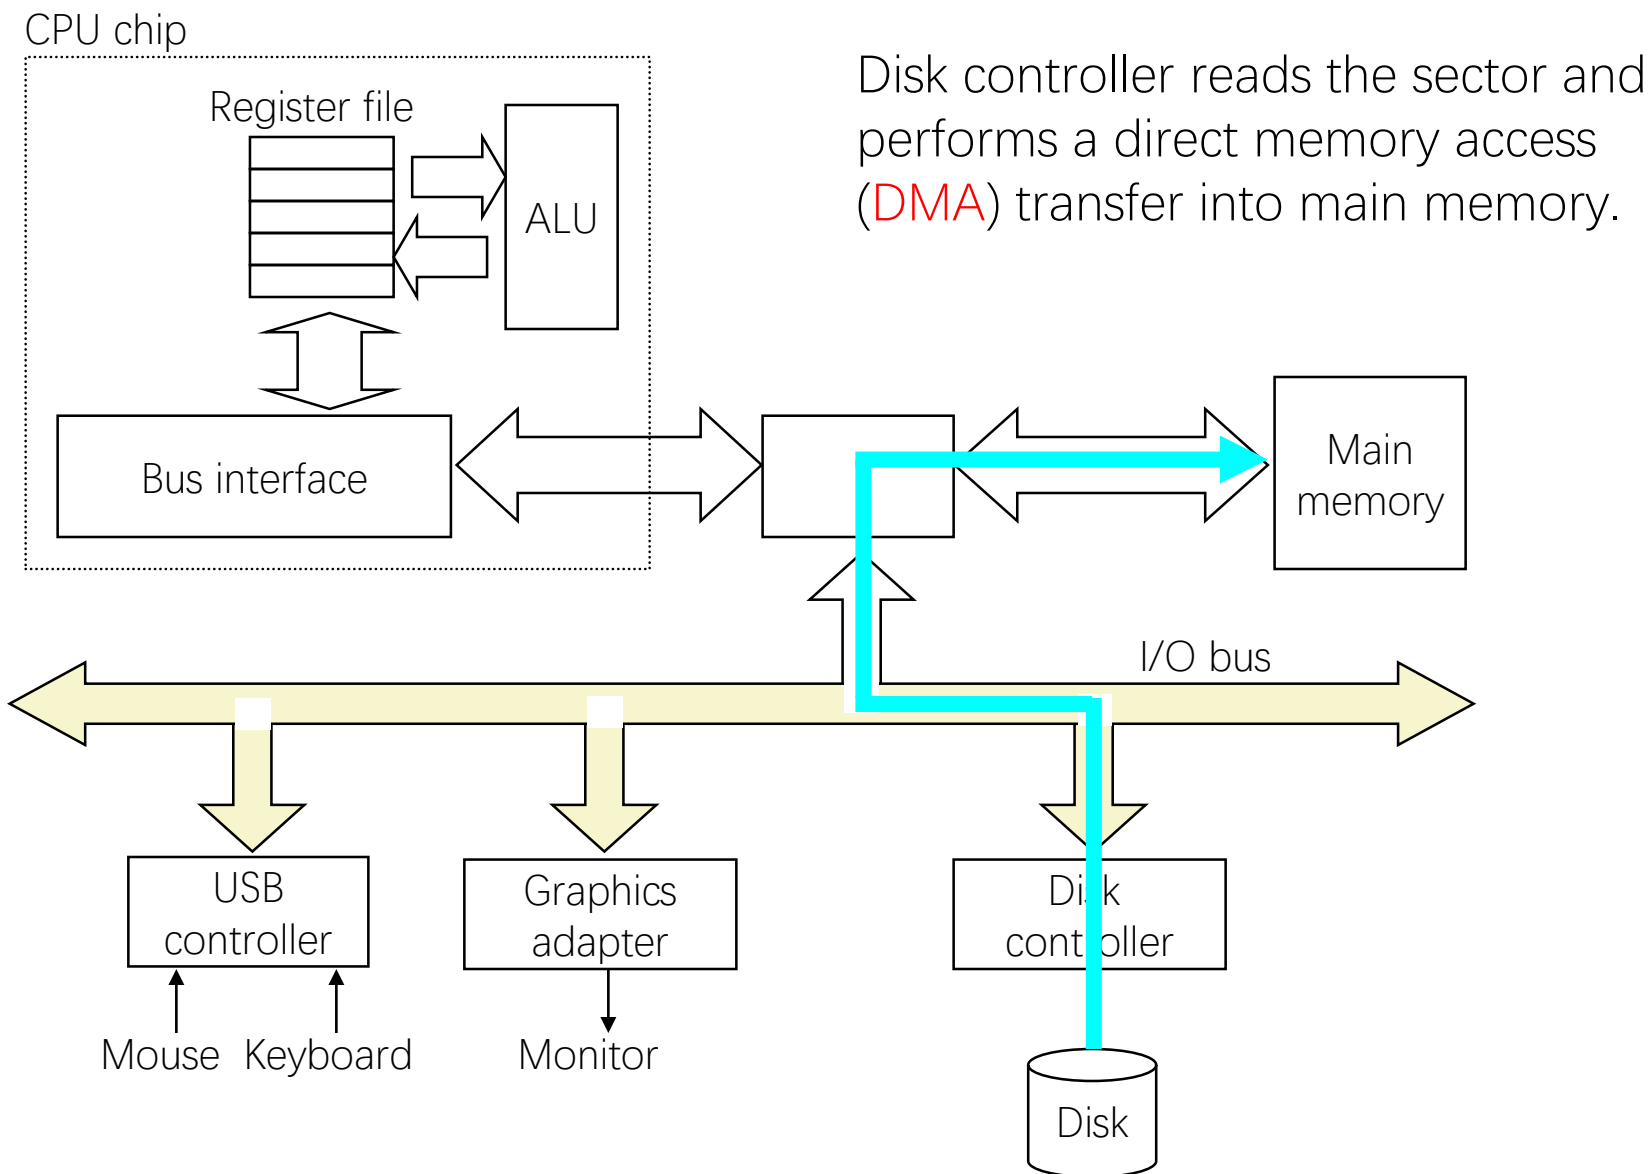 CPU chip
Disk controller reads the sector and
performs a direct memory access
(DMA) transfer into main memory.
Register file
ALU
Bus interface
Main
memory
I/O bus
USB
controller
Graphics
adapter
Disk
controller
Mouse
Keyboard
Monitor
Disk